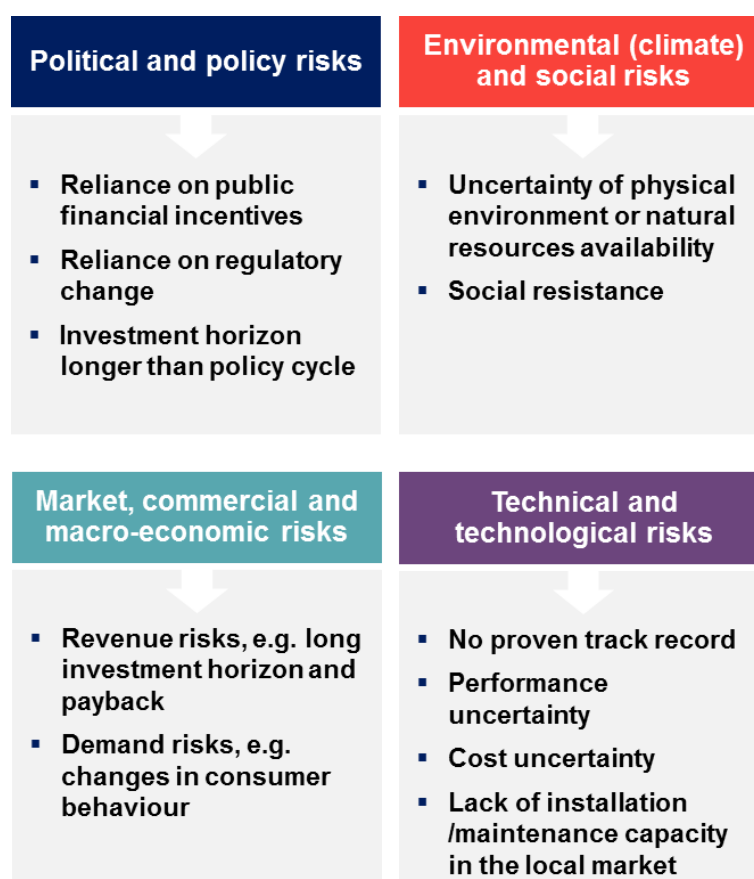 Political and policy risks
▪ Reliance on public
financial incentives
▪ Reliance on regulatory
change
▪ Investment horizon
longer than policy cycle
Environmental (climate)
and social risks
▪ Uncertainty of physical
environment or natural
resources availability
▪ Social resistance
Market, commercial and
macro-economic risks
▪ Revenue risks, e.g. long
investment horizon and
payback
▪ Demand risks, e.g.
changes in consumer
behaviour
Technical and
technological risks
▪ No proven track record
▪ Performance
uncertainty
▪ Cost uncertainty
▪ Lack of installation
/maintenance capacity
in the local market